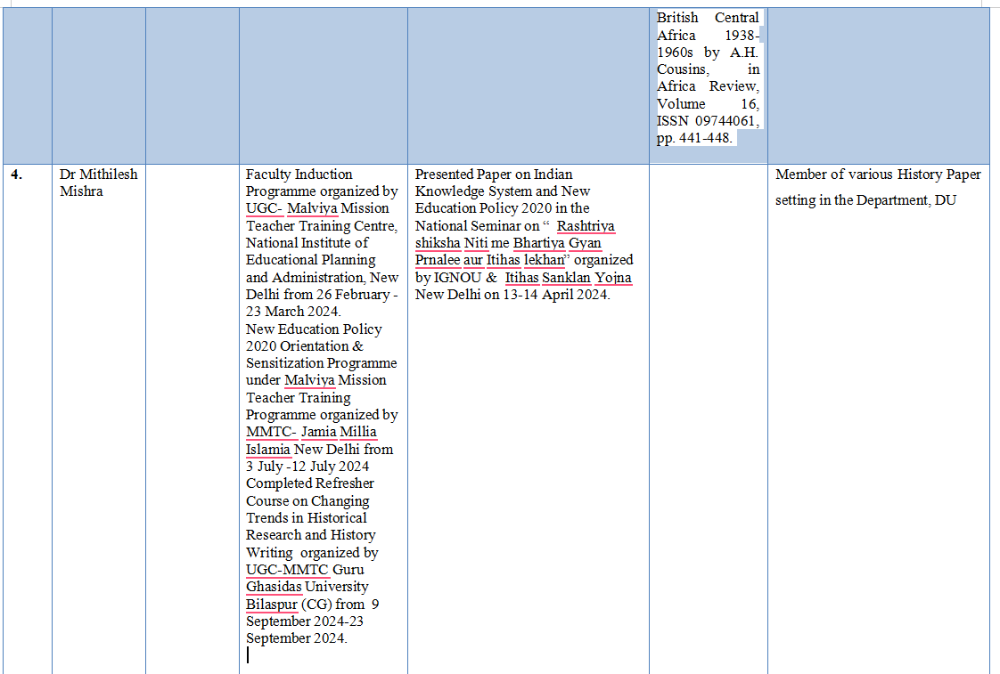 British Central
Africa 1938-
1960s by A.H.
Cousins, in
Africa Review,
Volume 16,
ISSN 09744061,
pp. 441-448.
4.
Dr Mithilesh
Mishra
Faculty Induction
Programme organized by
UGC- Malviya Mission
Teacher Training Centre,
National Institute of
Educational Planning
and Administration, New
Delhi from 26 February -
23 March 2024.
New Education Policy
2020 Orientation &
Sensitization Programme
under Malviya Mission
Teacher Training
Programme organized by
MMTC- Jamia Millia
Islamia New Delhi from
3 July -12 July 2024
Completed Refresher
Course on Changing
Trends in Historical
Research and History
Writing organized by
UGC-MMTC Guru
Ghasidas University
Bilaspur (CG) from 9
September 2024-23
September 2024.
Presented Paper on Indian
Knowledge System and New
Education Policy 2020 in the
National Seminar on “ Rashtriya
shiksha Niti me Bhartiya Gyan
Prnalee aur Itihas lekhan” organized
by IGNOU & Itihas Sanklan Yojna
New Delhi on 13-14 April 2024.
Member of various History Paper
setting in the Department, DU